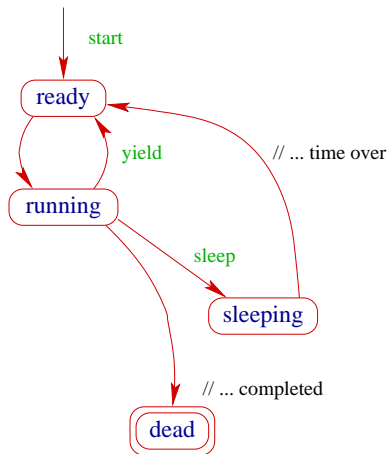 start
ready
yield
// ... time over
running
sleep
sleeping
// ... completed
dead